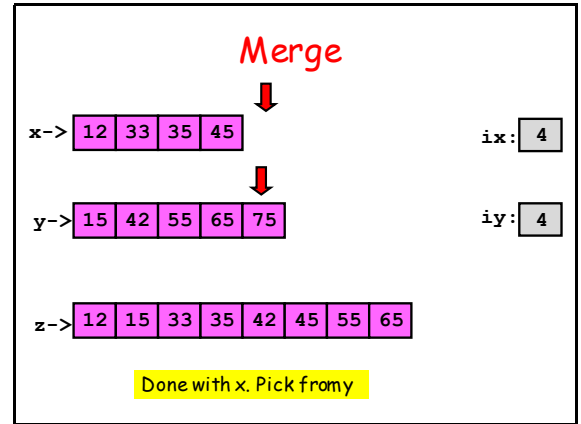 Merge
x-> 12 33 35 45 ix: 4
y-> 15 42 55 65 75 iy: 4
z-> 12 15 33 35 42 45 55 65
Done with x. Pick fromy